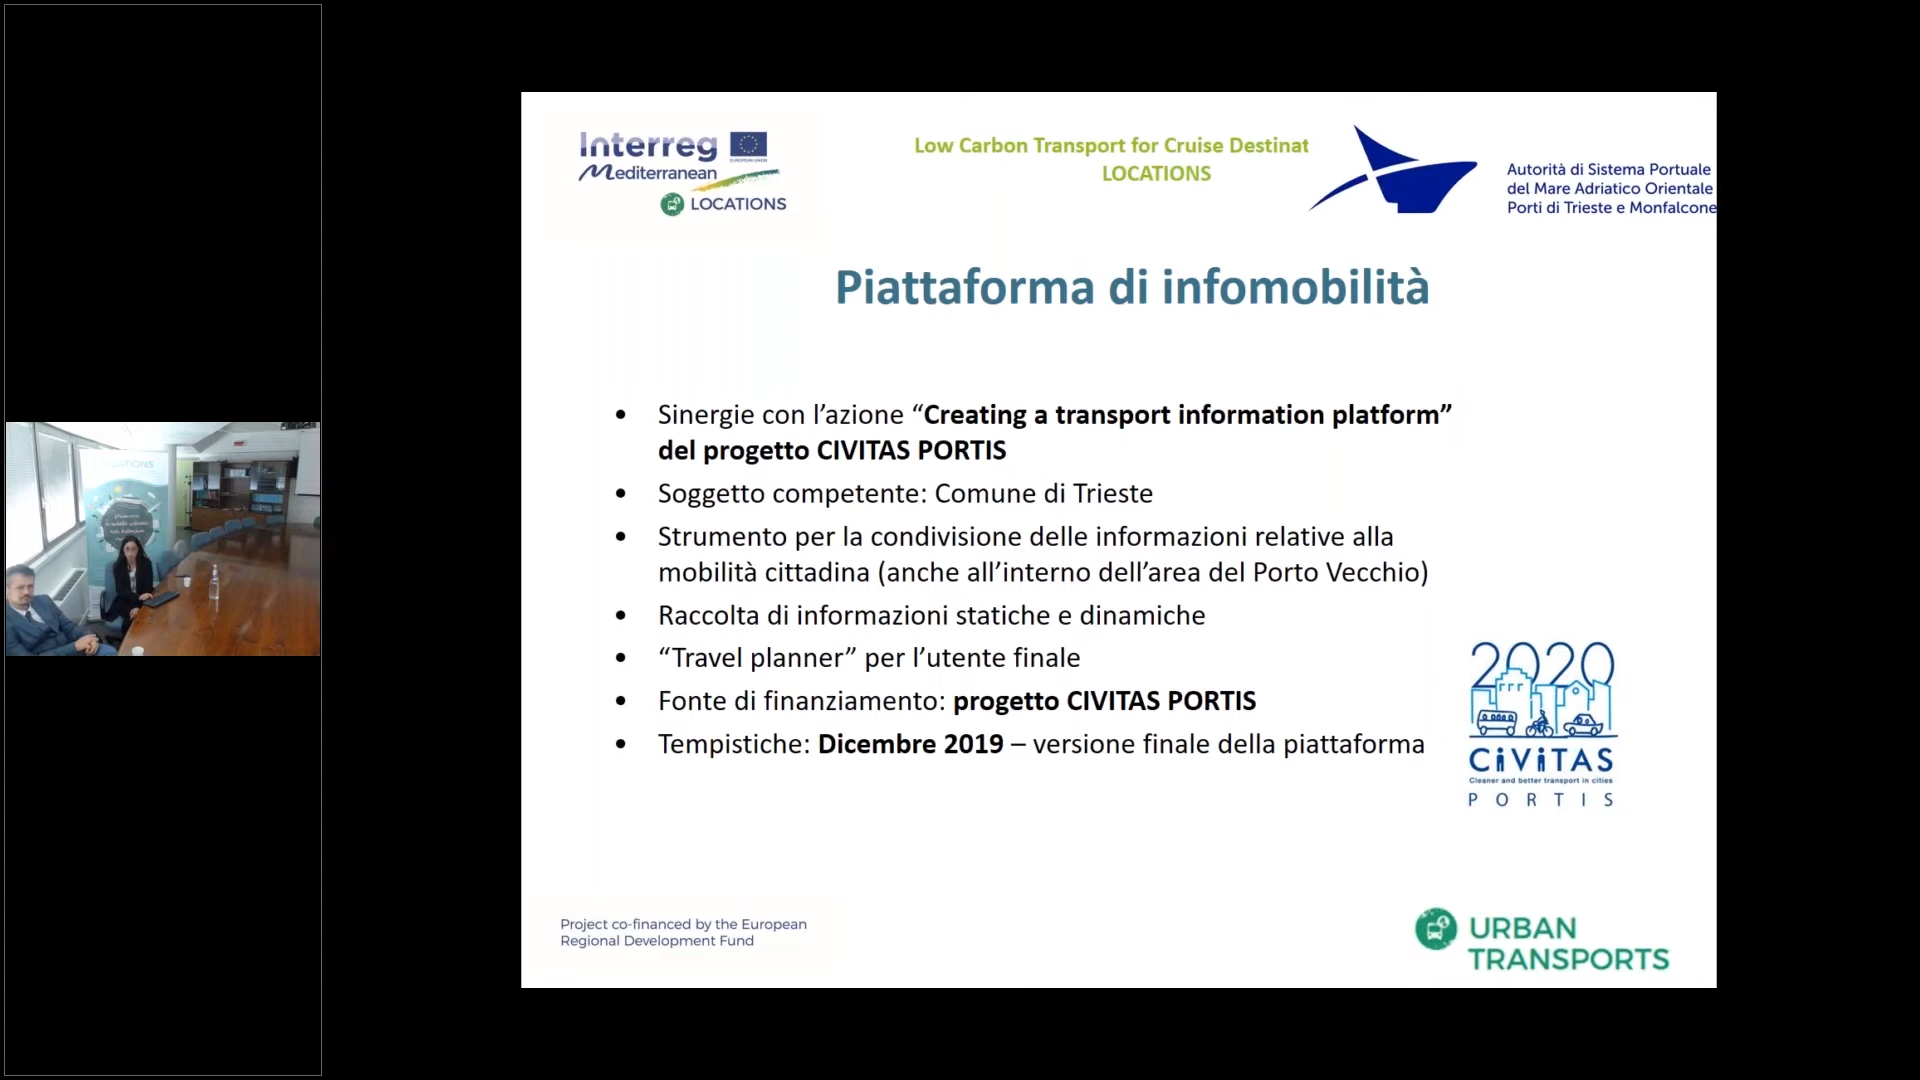 Interreg
EUROPEAN UNION
Mediterranean
LOCATIONS
Low Carbon Transport for Cruise Destinat
LOCATIONS
Autorità di Sistema Portuale
del Mare Adriatico Orientale
Porti di Trieste e Monfalcone
Piattaforma di infomobilità
• Sinergie con l’azione “Creating a transport information platform”
del progetto CIVITAS PORTIS
• Soggetto competente: Comune di Trieste
• Strumento per la condivisione delle informazioni relative alla
mobilità cittadina (anche all’interno dell’area del Porto Vecchio)
• Raccolta di informazioni statiche e dinamiche
• “Travel planner” per l’utente finale
• Fonte di finanziamento: progetto CIVITAS PORTIS
• Tempistiche: Dicembre 2019 – versione finale della piattaforma
2020
CiViTAS
Cleaner and better transport in cities
PORTIS
Project co-financed by the European
Regional Development Fund
URBAN
TRANSPORTS